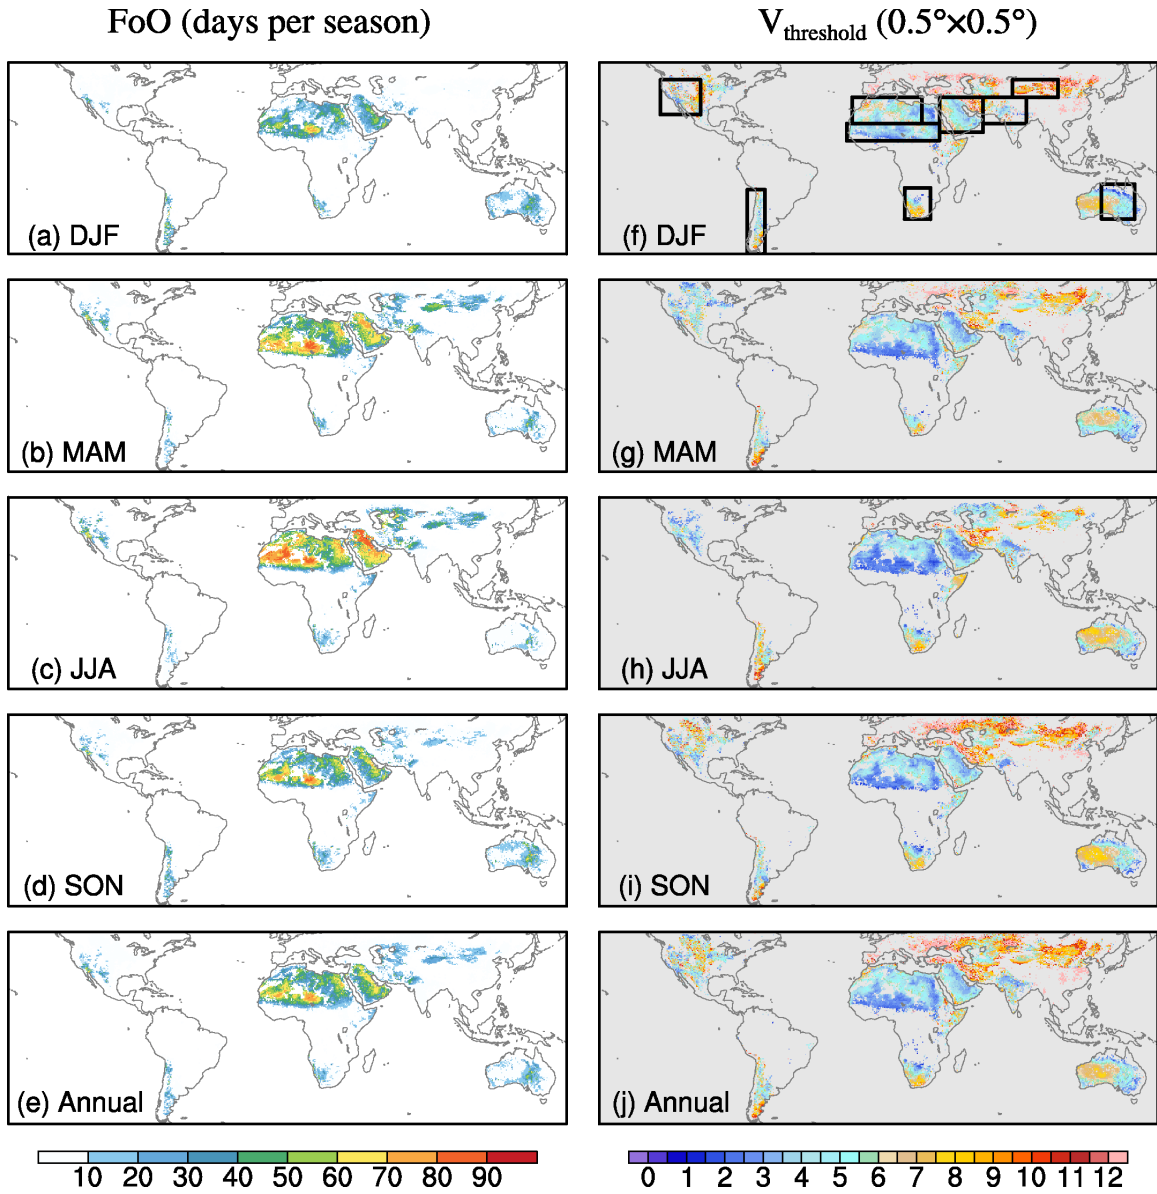 FoO (days per season)
V_threshold (0.5°×0.5°)
(a) DJF
(f) DJF
(b) MAM
(g) MAM
(c) JJA
(h) JJA
(d) SON
(i) SON
(e) Annual
(j) Annual
10 20 30 40 50 60 70 80 90
0 1 2 3 4 5 6 7 8 9 10 11 12